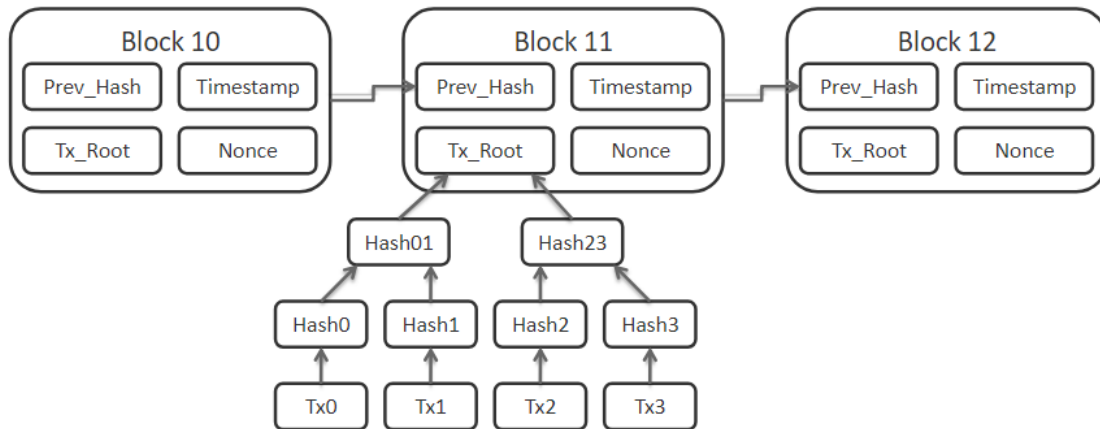 Block 10
Block 11
Block 12
Prev_Hash
Timestamp
Prev_Hash
Timestamp
Prev_Hash
Timestamp
Tx_Root
Nonce
Tx_Root
Nonce
Tx_Root
Nonce
Hash01
Hash23
Hash0
Hash1
Hash2
Hash3
Tx0
Tx1
Tx2
Tx3